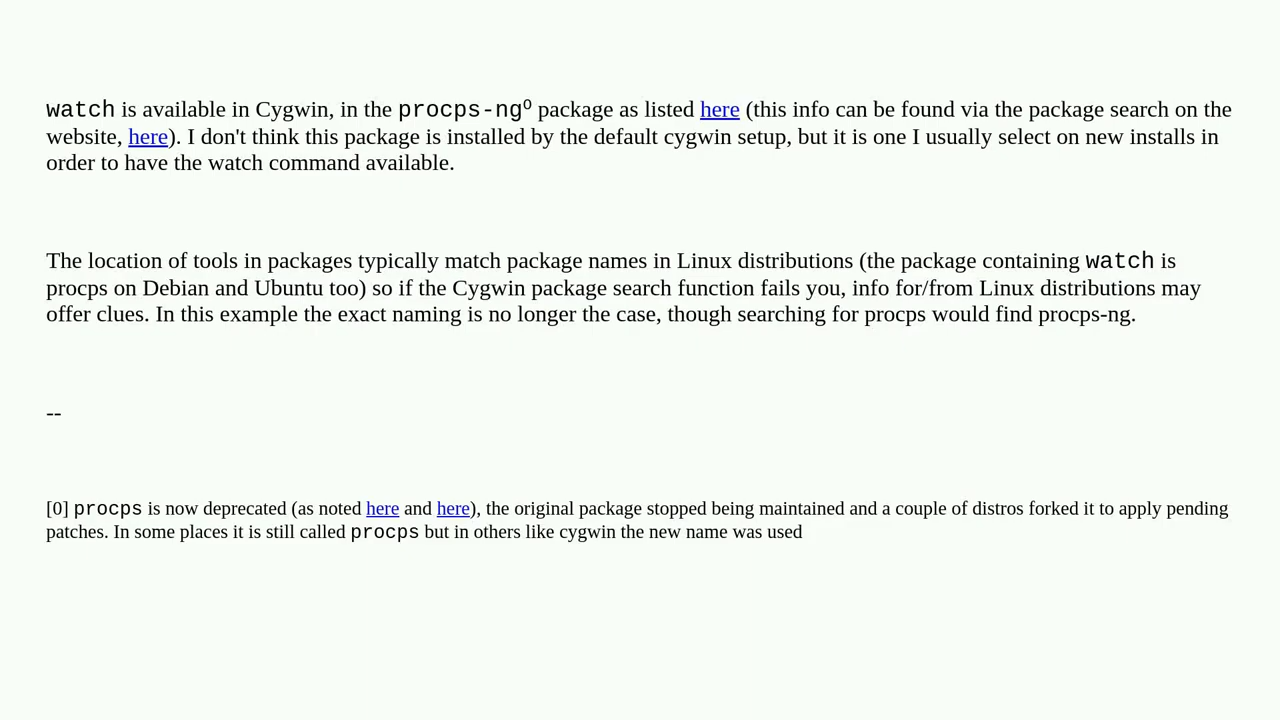 watch is available in Cygwin, in the procps-ng⁰ package as listed here (this info can be found via the package search on the
website, here). I don't think this package is installed by the default cygwin setup, but it is one I usually select on new installs in
order to have the watch command available.
The location of tools in packages typically match package names in Linux distributions (the package containing watch is
procps on Debian and Ubuntu too) so if the Cygwin package search function fails you, info for/from Linux distributions may
offer clues. In this example the exact naming is no longer the case, though searching for procps would find procps-ng.
--
[0] procps is now deprecated (as noted here and here), the original package stopped being maintained and a couple of distros forked it to apply pending
patches. In some places it is still called procps but in others like cygwin the new name was used